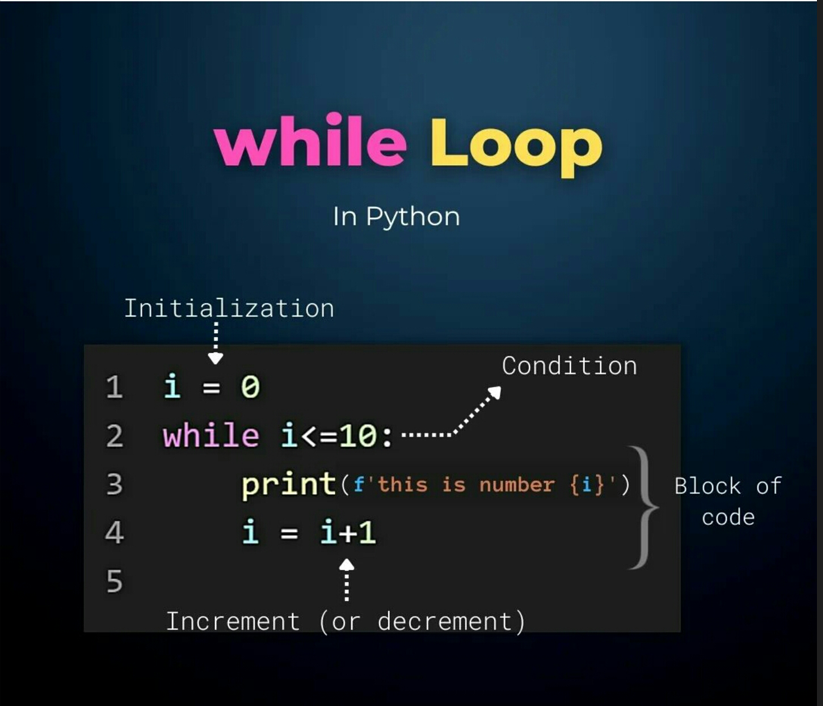 while Loop
In Python
Initialization
Condition
1 i = 0
2 while i<=10:
3 print(f'this is number {i}')
4 i = i+1
5
Block of
code
Increment (or decrement)